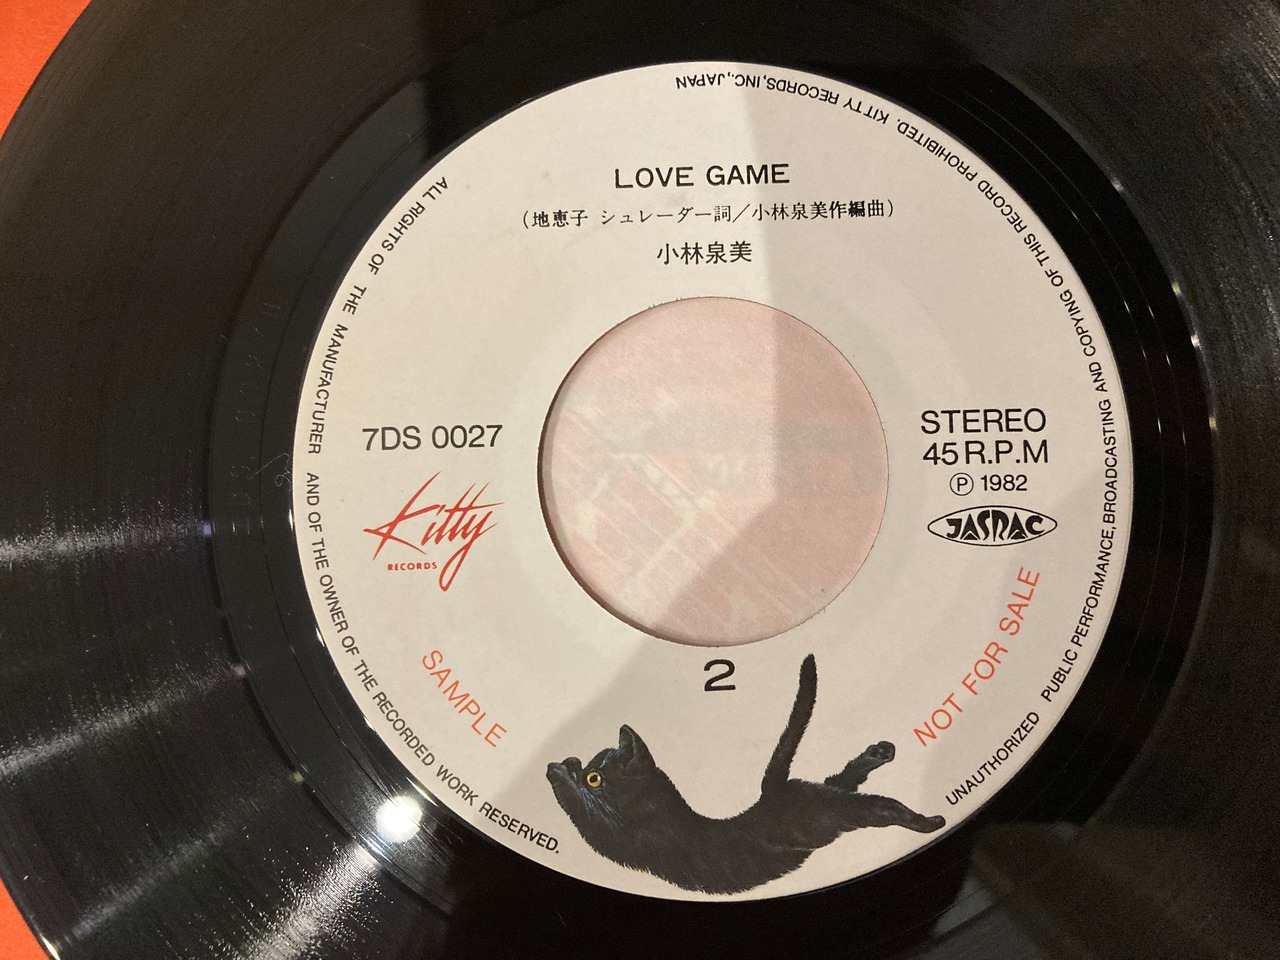 LOVE GAME
(地恵子 シュレーダー詞／小林泉美作編曲)
小林泉美
7DS 0027
Kitty
RECORDS
STEREO
45 R.P.M
Ⓟ 1982
JASRAC
SAMPLE
NOT FOR SALE
2
ALL RIGHTS OF THE MANUFACTURER AND OF THE OWNER OF THE RECORDED WORK RESERVED.
UNAUTHORIZED PUBLIC PERFORMANCE, BROADCASTING AND COPYING OF THIS RECORD PROHIBITED. KITTY RECORDS, INC., JAPAN